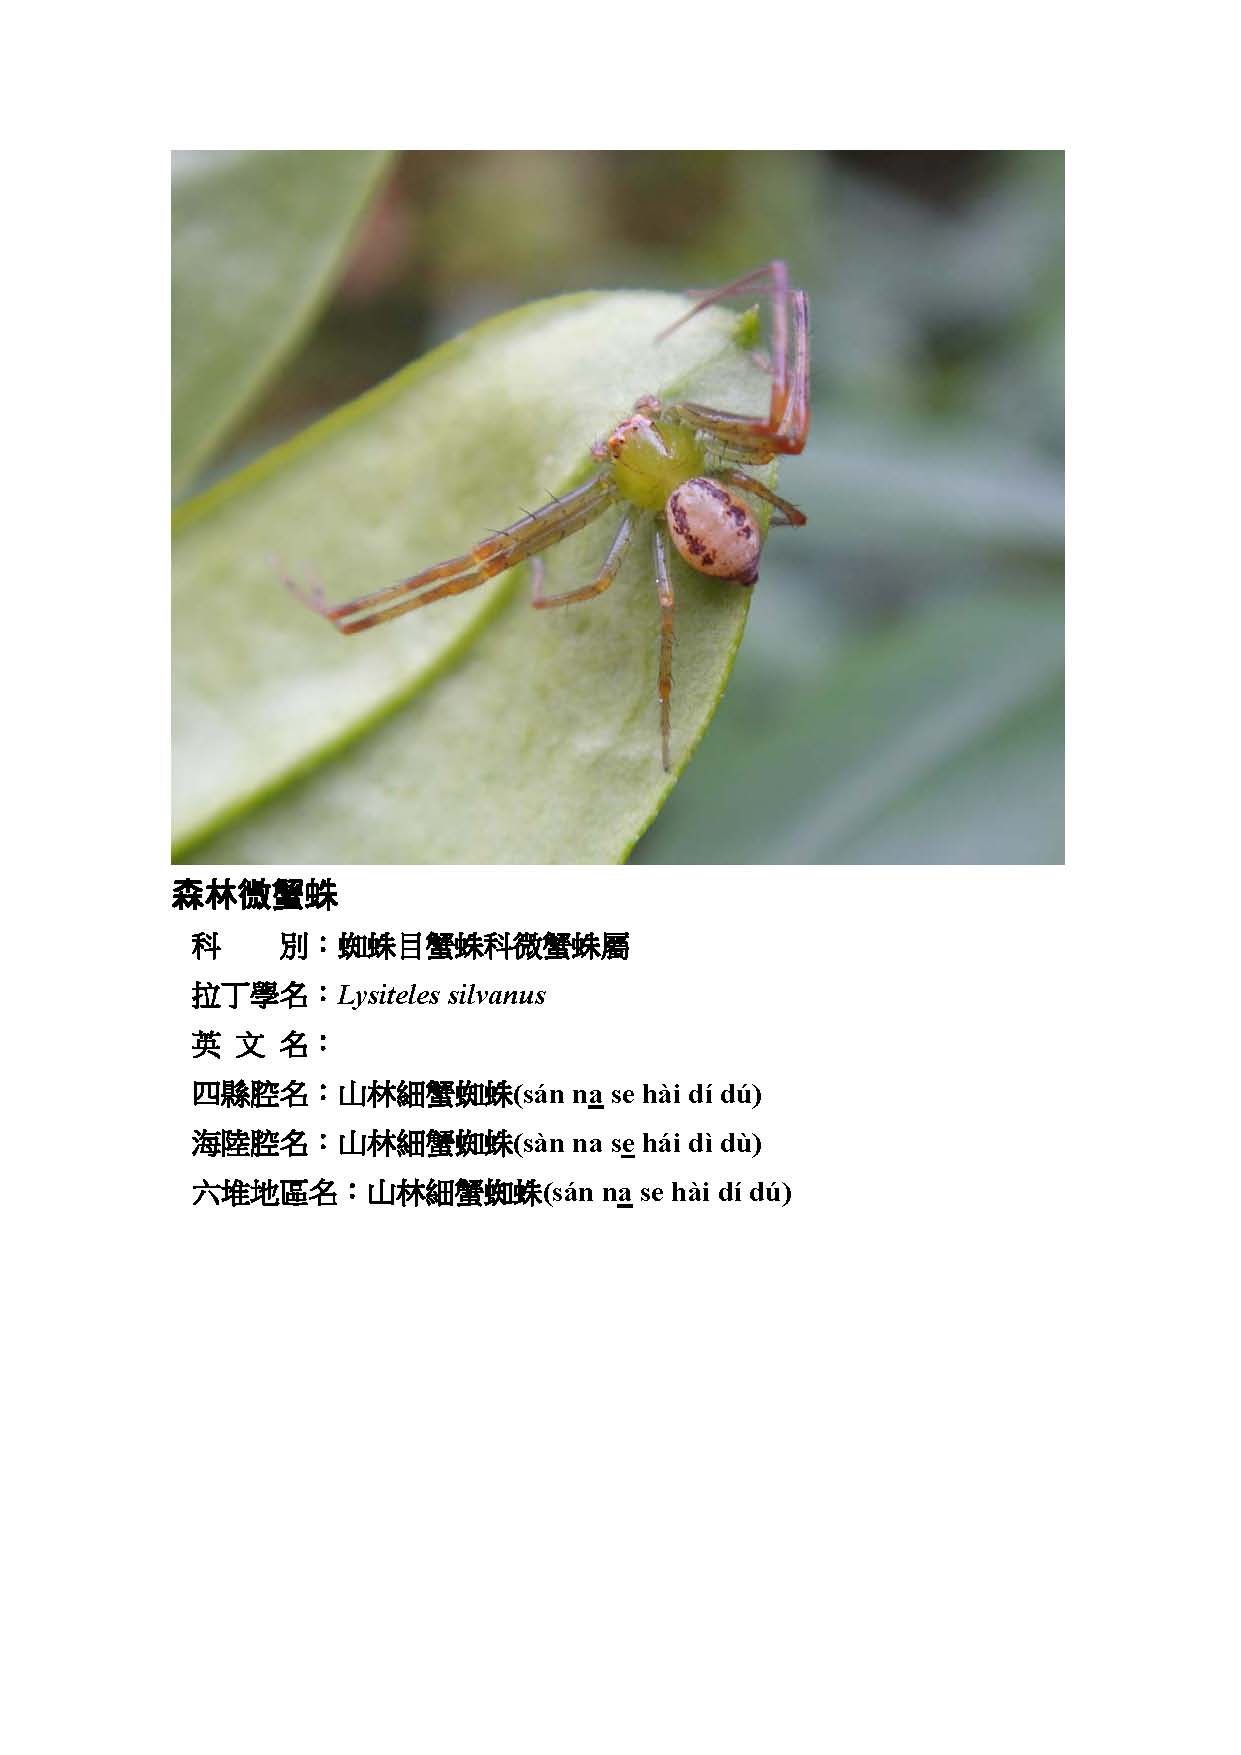 森林微蟹蛛
科　　別：蜘蛛目蟹蛛科微蟹蛛屬
拉丁學名：Lysiteles silvanus
英 文 名：
四縣腔名：山林細蟹蜘蛛(sán na se hài dí dú)
海陸腔名：山林細蟹蜘蛛(sàn na se hái dì dù)
六堆地區名：山林細蟹蜘蛛(sán na se hài dí dú)